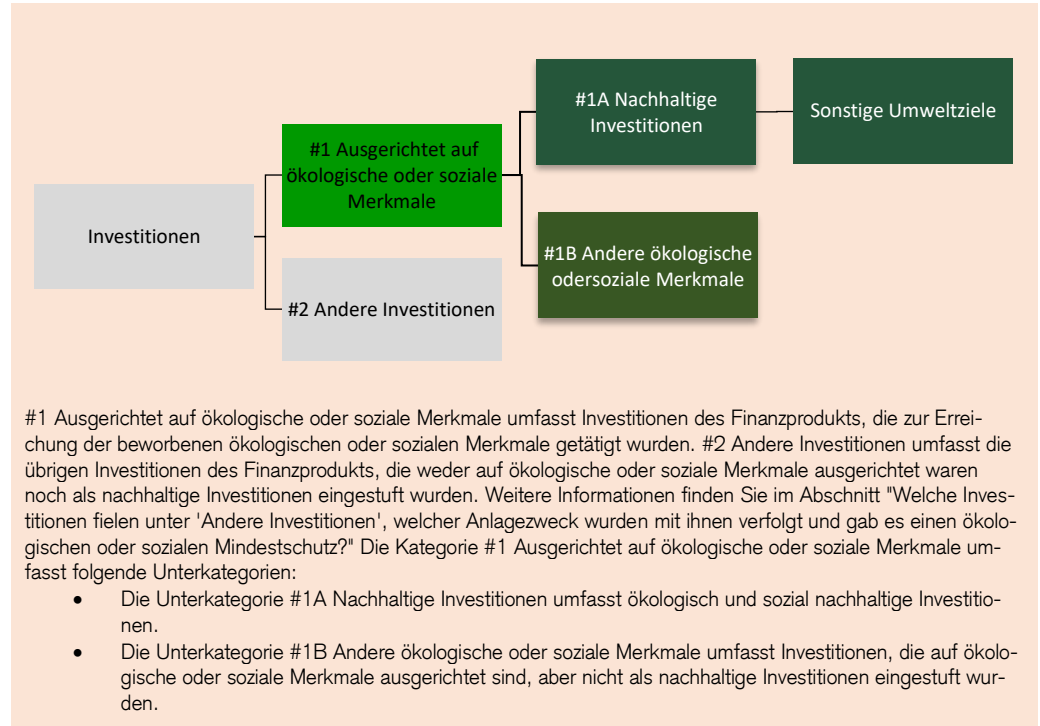 #1A Nachhaltige
Investitionen
Sonstige Umweltziele
#1 Ausgerichtet auf
ökologische oder soziale
Merkmale
Investitionen
#1B Andere ökologische
odersoziale Merkmale
#2 Andere Investitionen
#1 Ausgerichtet auf ökologische oder soziale Merkmale umfasst Investitionen des Finanzprodukts, die zur Errei-
chung der beworbenen ökologischen oder sozialen Merkmale getätigt wurden. #2 Andere Investitionen umfasst die
übrigen Investitionen des Finanzprodukts, die weder auf ökologische oder soziale Merkmale ausgerichtet waren
noch als nachhaltige Investitionen eingestuft wurden. Weitere Informationen finden Sie im Abschnitt "Welche Inves-
titionen fielen unter 'Andere Investitionen', welcher Anlagezweck wurden mit ihnen verfolgt und gab es einen ökolo-
gischen oder sozialen Mindestschutz?" Die Kategorie #1 Ausgerichtet auf ökologische oder soziale Merkmale um-
fasst folgende Unterkategorien:
• Die Unterkategorie #1A Nachhaltige Investitionen umfasst ökologisch und sozial nachhaltige Investitio-
nen.
• Die Unterkategorie #1B Andere ökologische oder soziale Merkmale umfasst Investitionen, die auf ökolo-
gische oder soziale Merkmale ausgerichtet sind, aber nicht als nachhaltige Investitionen eingestuft wur-
den.